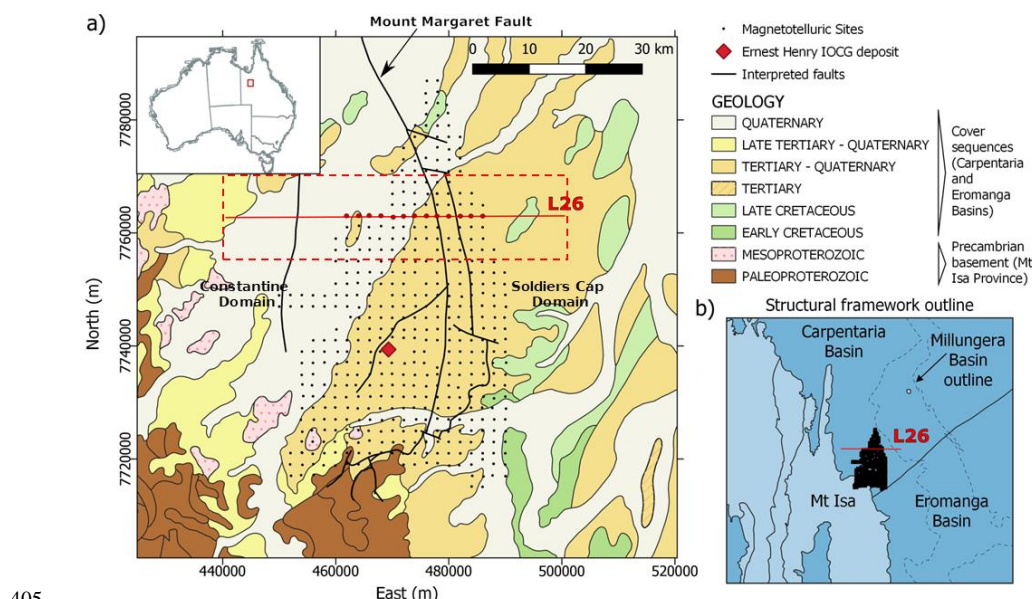 a)
Mount Margaret Fault
0 10 20 30 km
7780000
7760000
7740000
7720000
North (m)
L26
Constantine
Domain
Soldiers Cap
Domain
440000 460000 480000 500000 520000
East (m)
Magnetotelluric Sites
Ernest Henry IOCG deposit
Interpreted faults
GEOLOGY
QUATERNARY
LATE TERTIARY - QUATERNARY
TERTIARY - QUATERNARY
TERTIARY
LATE CRETACEOUS
EARLY CRETACEOUS
MESOPROTEROZOIC
PALEOPROTEROZOIC
Cover
sequences
(Carpentaria
and
Eromanga
Basins)
Precambrian
basement (Mt
Isa Province)
b)
Structural framework outline
Carpentaria
Basin
Millungera
Basin
outline
L26
Mt Isa
Eromanga
Basin
405